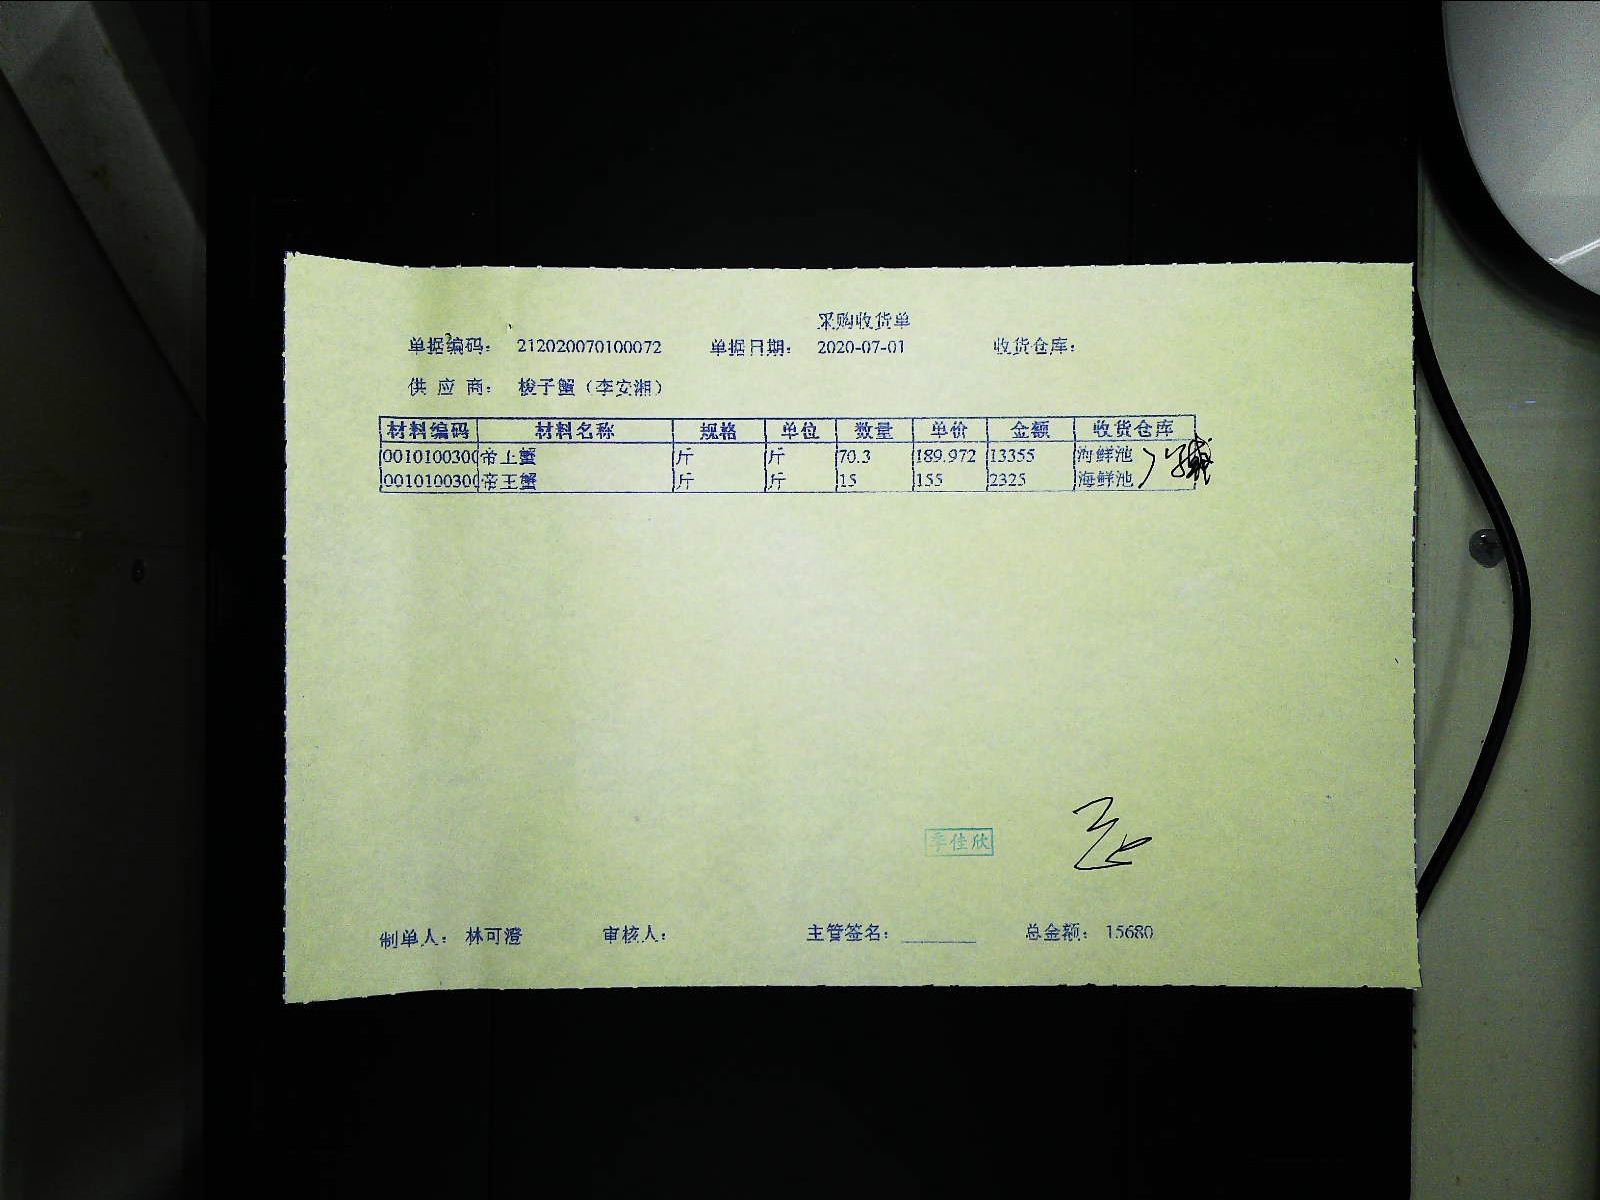 采购收货单
单据编码： 212020070100072 单据日期： 2020-07-01 收货仓库：
供 应 商： 梭子蟹（李安湘）
材料编码 材料名称 规格 单位 数量 单价 金额 收货仓库
0010100300 帝王蟹 斤 斤 70.3 189.972 13355 海鲜池
0010100300 帝王蟹 斤 斤 15 155 2325 海鲜池
季佳欣
制单人： 林可澄 审核人： 主管签名： 总金额： 15680